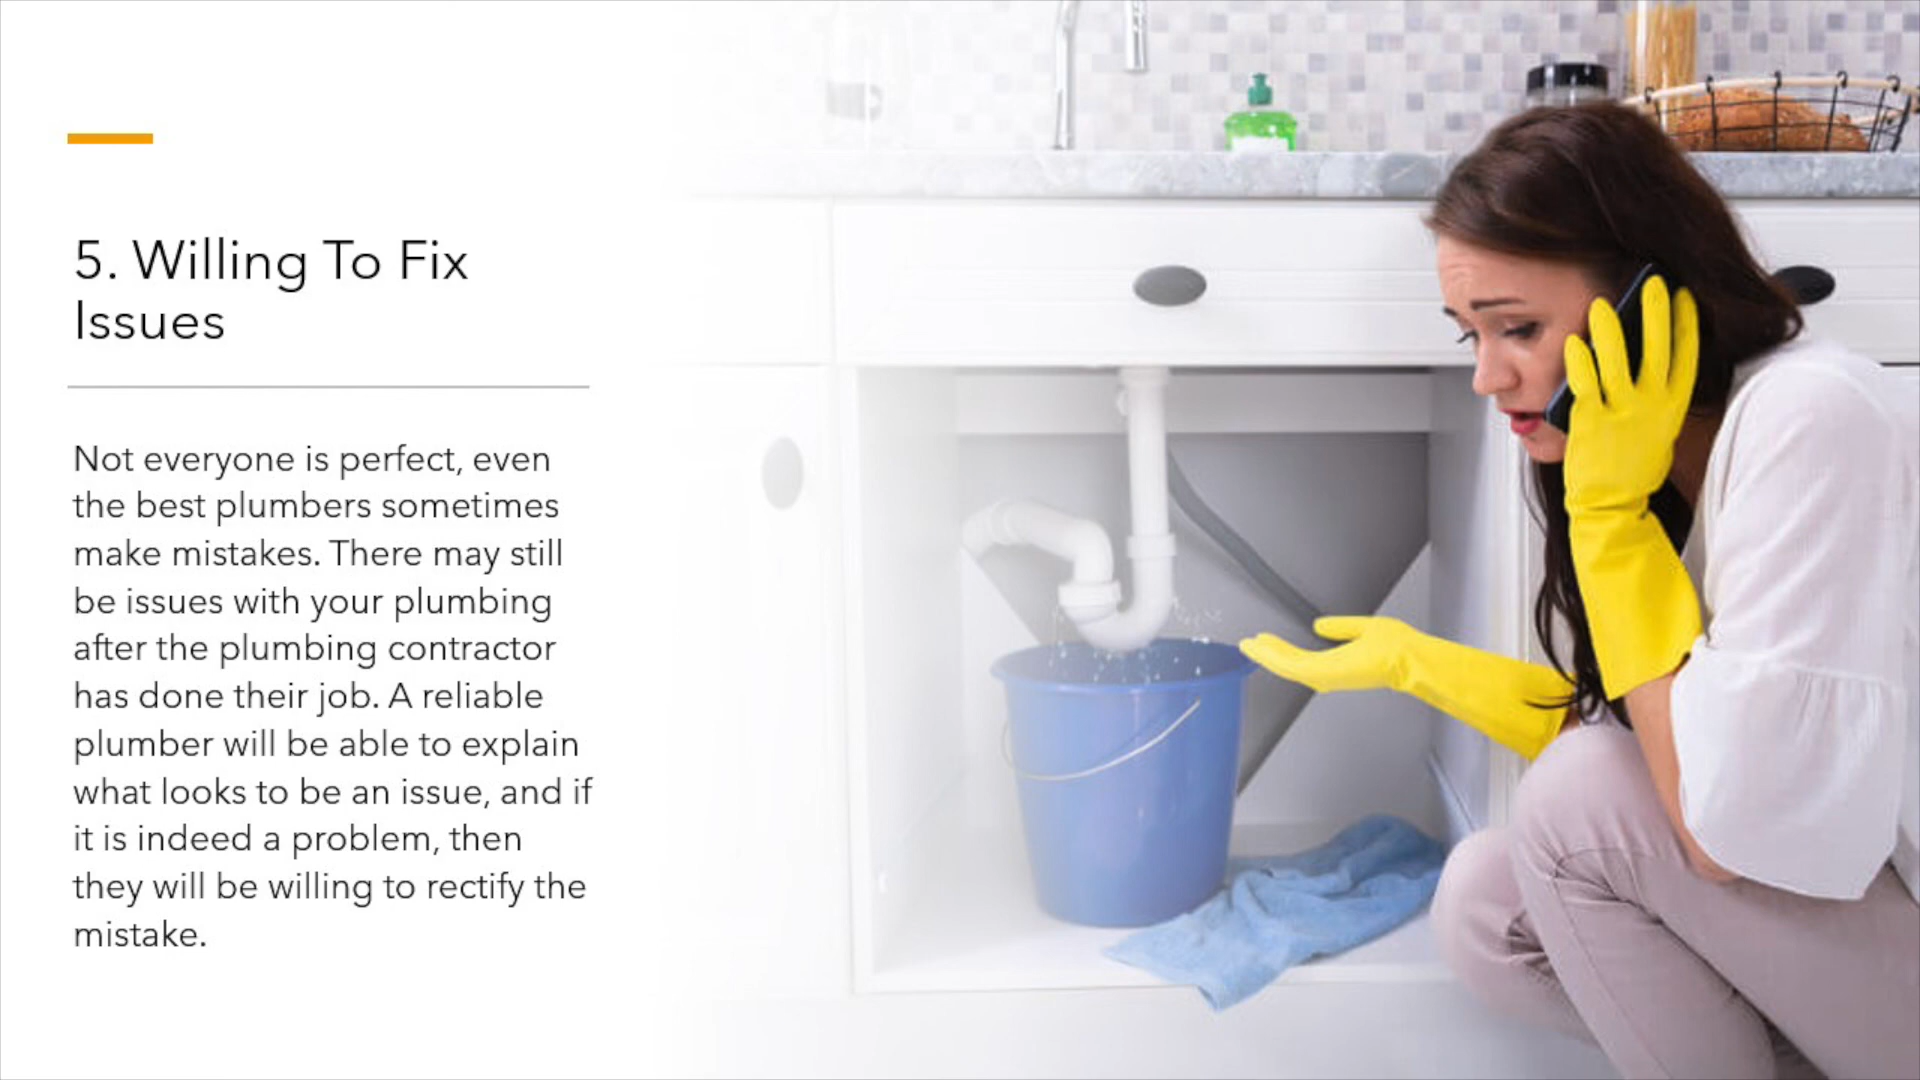 5. Willing To Fix
Issues
Not everyone is perfect, even
the best plumbers sometimes
make mistakes. There may still
be issues with your plumbing
after the plumbing contractor
has done their job. A reliable
plumber will be able to explain
what looks to be an issue, and if
it is indeed a problem, then
they will be willing to rectify the
mistake.